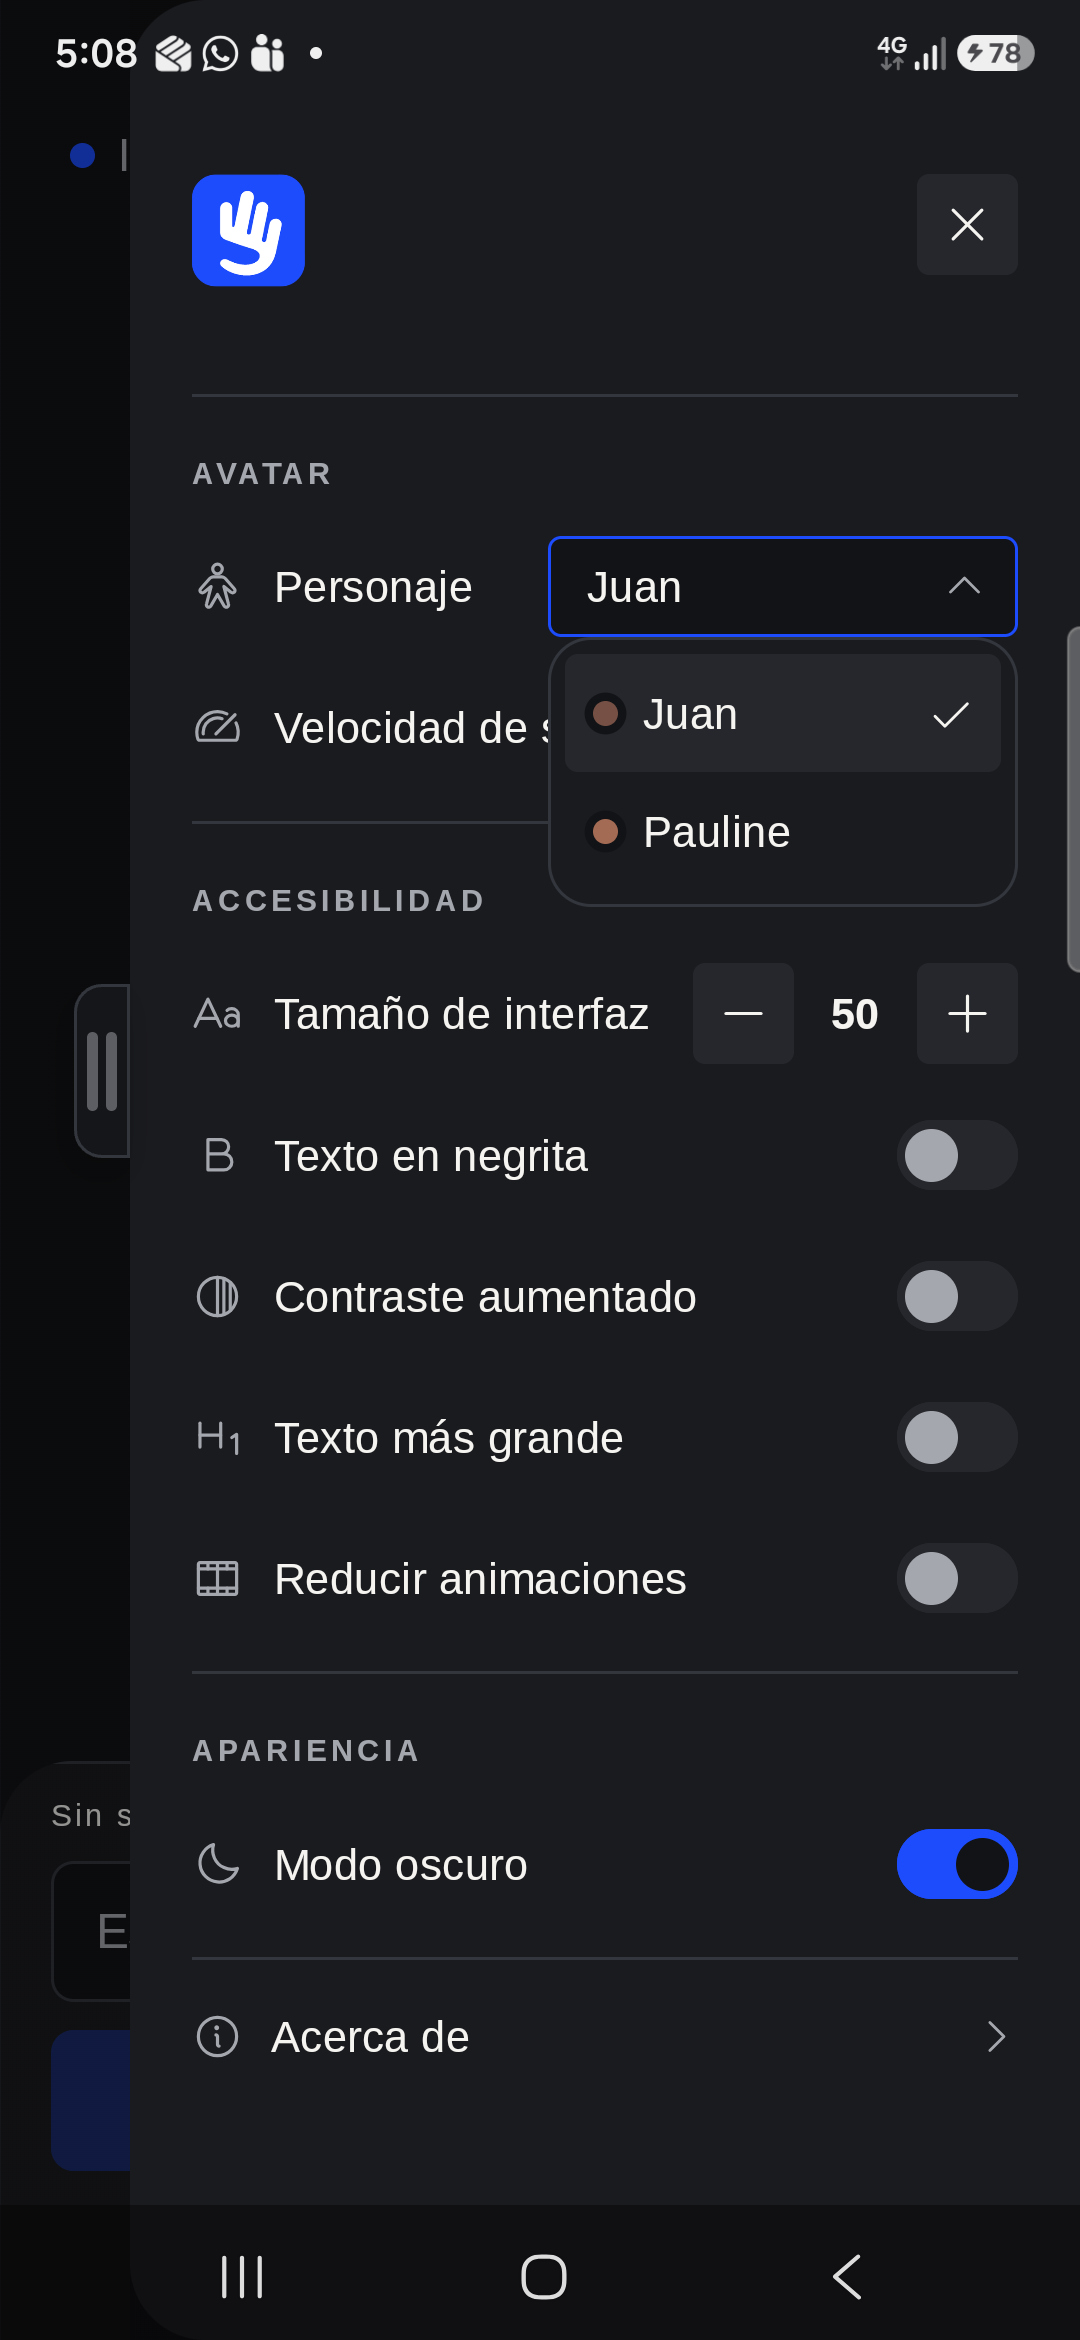 5:08
4G
78
AVATAR
Personaje
Juan
Velocidad de
Juan
Pauline
ACCESIBILIDAD
Aa
Tamaño de interfaz
50
B
Texto en negrita
Contraste aumentado
H1
Texto más grande
Reducir animaciones
APARIENCIA
Sin
Modo oscuro
E
Acerca de